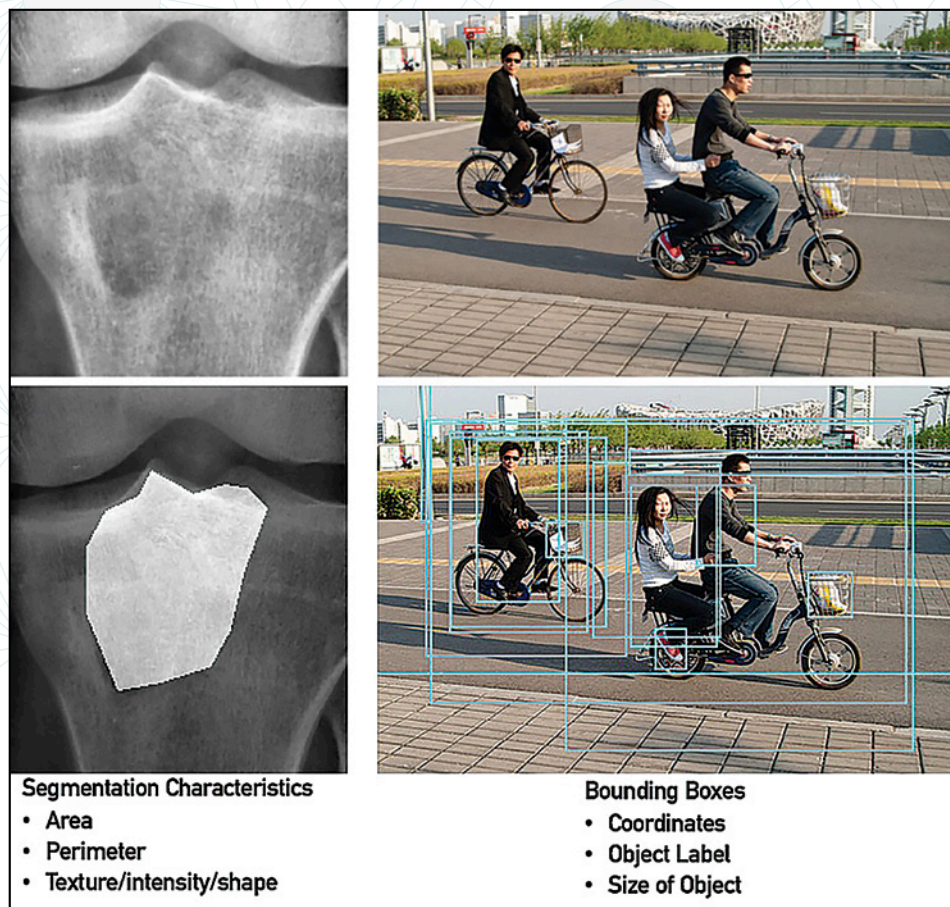 Segmentation Characteristics
• Area
• Perimeter
• Texture/intensity/shape
Bounding Boxes
• Coordinates
• Object Label
• Size of Object